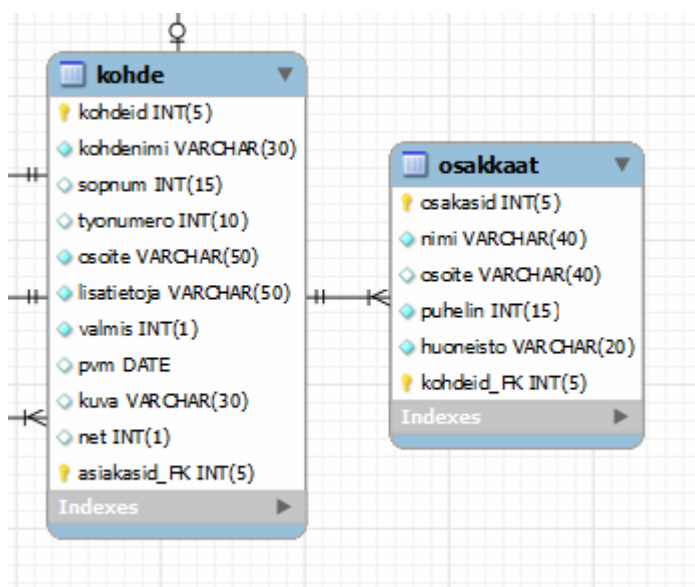 kohde
kohdeid INT(5)
kohdenimi VARCHAR(30)
sopnum INT(15)
tyonumero INT(10)
osoite VARCHAR(50)
lisatietoja VARCHAR(50)
valmis INT(1)
pvm DATE
kuva VARCHAR(30)
net INT(1)
asiakasid_FK INT(5)
Indexes
osakkaat
osakasid INT(5)
nimi VARCHAR(40)
osoite VARCHAR(40)
puhelin INT(15)
huoneisto VARCHAR(20)
kohdeid_FK INT(5)
Indexes